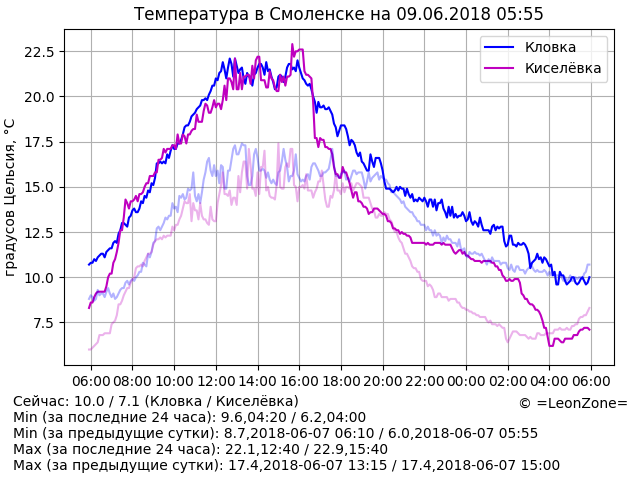 Температура в Смоленске на 09.06.2018 05:55
Кловка
Киселёвка
градусов Цельсия, °C
22.5
20.0
17.5
15.0
12.5
10.0
7.5
06:00 08:00 10:00 12:00 14:00 16:00 18:00 20:00 22:00 00:00 02:00 04:00 06:00
Сейчас: 10.0 / 7.1 (Кловка / Киселёвка)
© =LeonZone=
Min (за последние 24 часа): 9.6,04:20 / 6.2,04:00
Min (за предыдущие сутки): 8.7,2018-06-07 06:10 / 6.0,2018-06-07 05:55
Max (за последние 24 часа): 22.1,12:40 / 22.9,15:40
Max (за предыдущие сутки): 17.4,2018-06-07 13:15 / 17.4,2018-06-07 15:00